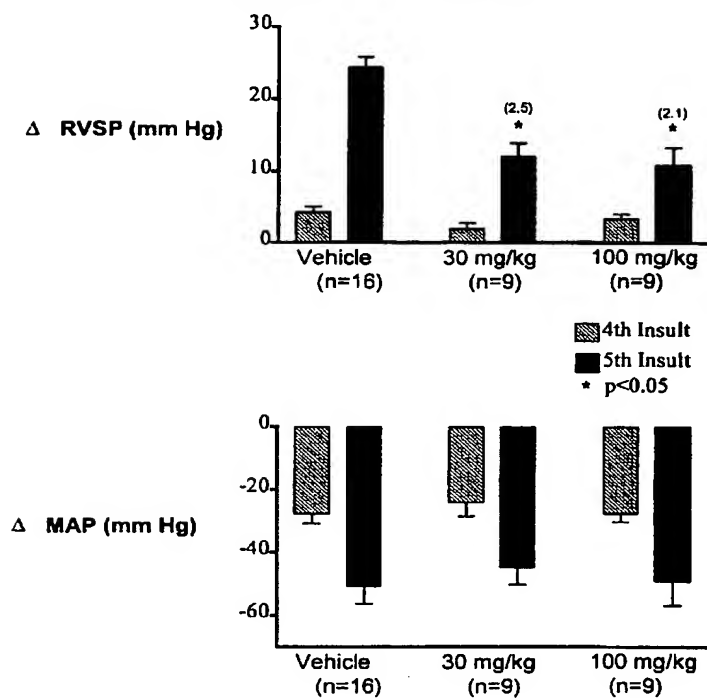 30
20
10
0
Δ RVSP (mm Hg)
(2.5)
*
(2.1)
*
Vehicle 30 mg/kg 100 mg/kg
(n=16) (n=9) (n=9)
4th Insult
5th Insult
* p<0.05
0
-20
-40
-60
Δ MAP (mm Hg)
Vehicle 30 mg/kg 100 mg/kg
(n=16) (n=9) (n=9)